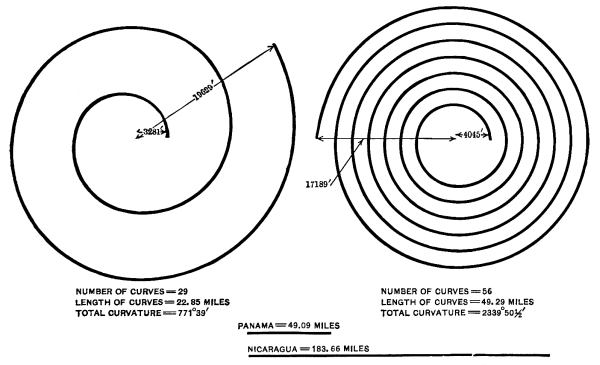 19629'
3281'
4045'
17189'
NUMBER OF CURVES = 29
LENGTH OF CURVES = 22.85 MILES
TOTAL CURVATURE = 771°39'
NUMBER OF CURVES = 56
LENGTH OF CURVES = 49.29 MILES
TOTAL CURVATURE = 2339°50½'
PANAMA = 49.09 MILES
NICARAGUA = 183.66 MILES